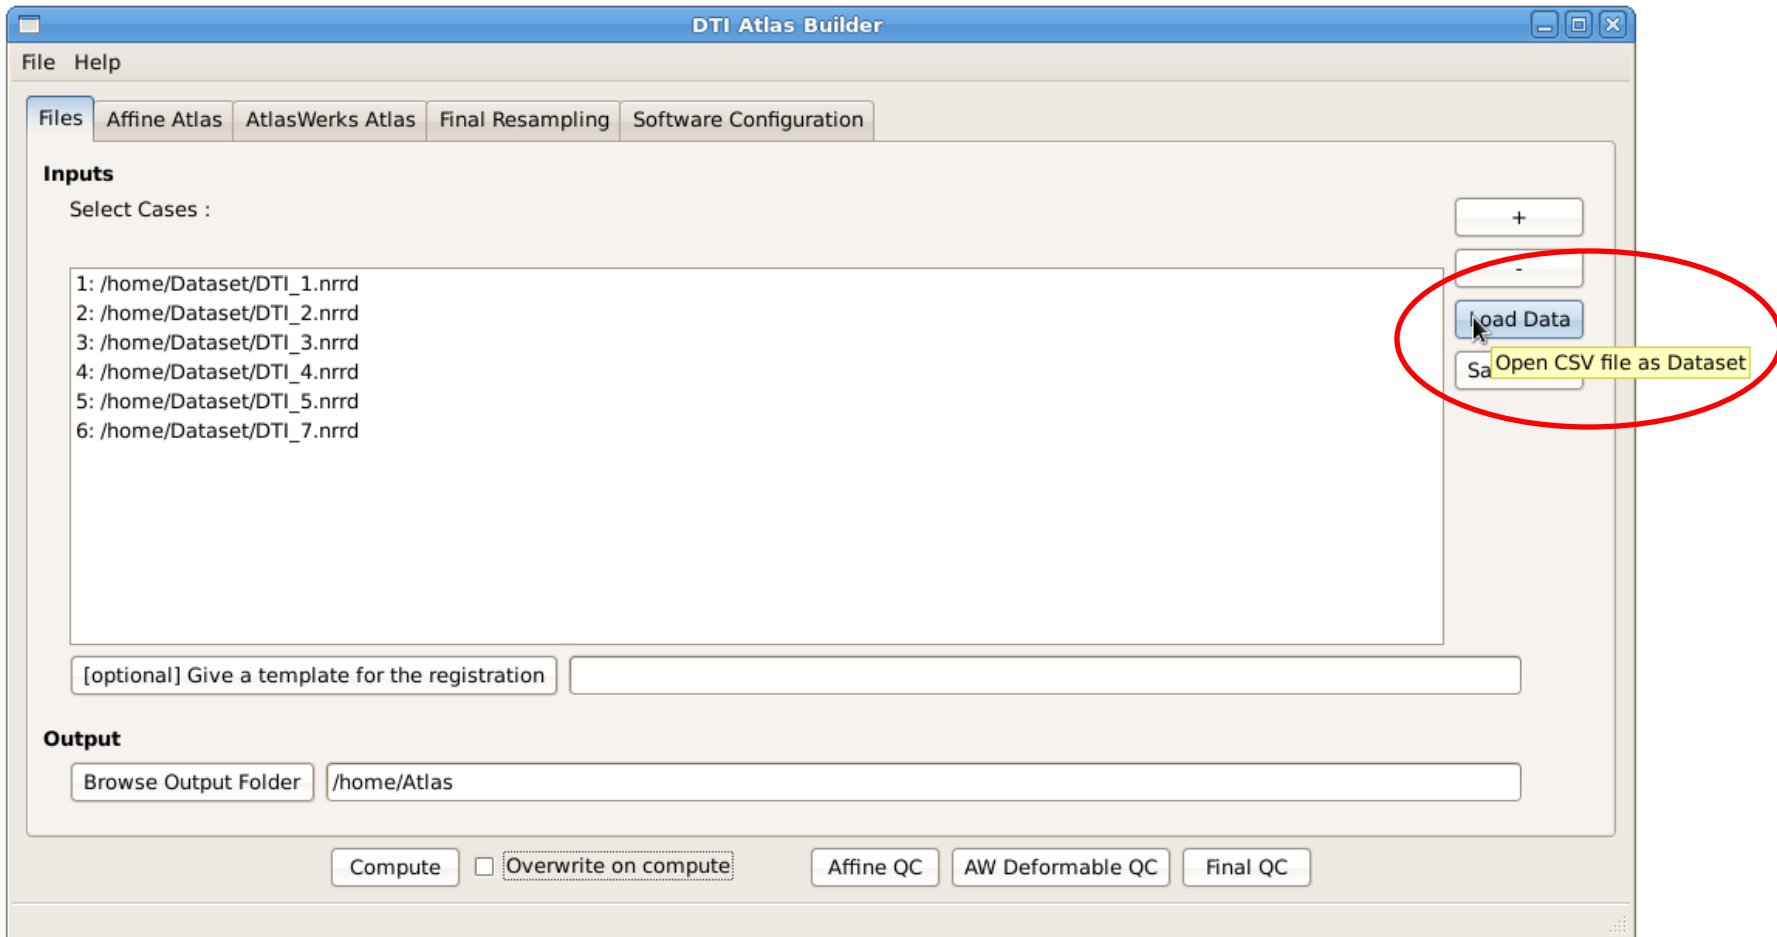 DTI Atlas Builder
File Help
Files Affine Atlas AtlasWerks Atlas Final Resampling Software Configuration
Inputs
Select Cases :
+
-
1: /home/Dataset/DTI_1.nrrd
2: /home/Dataset/DTI_2.nrrd
3: /home/Dataset/DTI_3.nrrd
4: /home/Dataset/DTI_4.nrrd
5: /home/Dataset/DTI_5.nrrd
6: /home/Dataset/DTI_7.nrrd
Load Data
Open CSV file as Dataset
[optional] Give a template for the registration
Output
Browse Output Folder /home/Atlas
Compute Overwrite on compute Affine QC AW Deformable QC Final QC